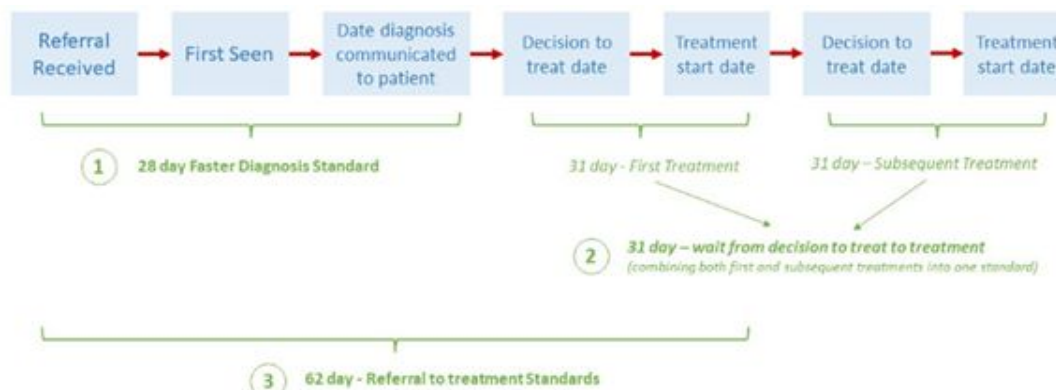 Referral
Received
First Seen
Date diagnosis
communicated
to patient
Decision to
treat date
Treatment
start date
Decision to
treat date
Treatment
start date
1 28 day Faster Diagnosis Standard
31 day - First Treatment
31 day – Subsequent Treatment
2 31 day – wait from decision to treat to treatment
(combining both first and subsequent treatments into one standard)
3 62 day - Referral to treatment Standards